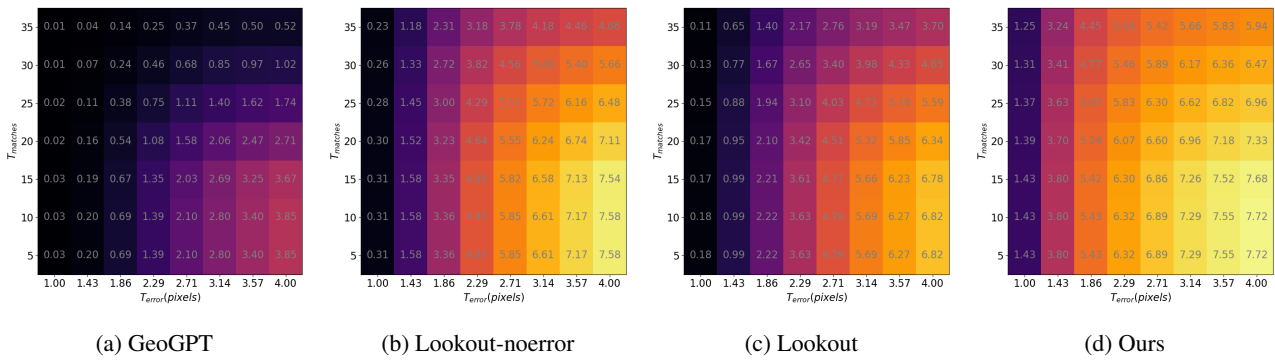 35 0.01 0.04 0.14 0.25 0.37 0.45 0.50 0.52
30 0.01 0.07 0.24 0.46 0.68 0.85 0.97 1.02
25 0.02 0.11 0.38 0.75 1.11 1.40 1.62 1.74
20 0.02 0.16 0.54 1.08 1.58 2.06 2.47 2.71
15 0.03 0.19 0.67 1.35 2.03 2.69 3.25 3.67
10 0.03 0.20 0.69 1.39 2.10 2.80 3.40 3.85
5 0.03 0.20 0.69 1.39 2.10 2.80 3.40 3.85
T_matches
1.00 1.43 1.86 2.29 2.71 3.14 3.57 4.00
T_error(pixels)
(a) GeoGPT
35 0.23 1.18 2.31 3.18 3.78 4.18 4.46
30 0.26 1.33 2.72 3.82 4.56 5.40 5.66
25 0.28 1.45 3.00 4.29 5.72 6.16 6.48
20 0.30 1.52 3.23 4.64 5.55 6.24 6.74 7.11
15 0.31 1.58 3.35 5.82 6.58 7.13 7.54
10 0.31 1.58 3.36 5.85 6.61 7.17 7.58
5 0.31 1.58 3.36 5.85 6.61 7.17 7.58
T_matches
1.00 1.43 1.86 2.29 2.71 3.14 3.57 4.00
T_error(pixels)
(b) Lookout-noerror
35 0.11 0.65 1.40 2.17 2.76 3.19 3.47 3.70
30 0.13 0.77 1.67 2.65 3.40 3.98 4.33
25 0.15 0.88 1.94 3.10 4.03 5.59
20 0.17 0.95 2.10 3.42 4.51 5.32 5.85 6.34
15 0.17 0.99 2.21 3.61 5.66 6.23 6.78
10 0.18 0.99 2.22 3.63 5.69 6.27 6.82
5 0.18 0.99 2.22 3.63 5.69 6.27 6.82
T_matches
1.00 1.43 1.86 2.29 2.71 3.14 3.57 4.00
T_error(pixels)
(c) Lookout
35 1.25 3.24 4.45 5.42 5.66 5.83 5.94
30 1.31 3.41 5.46 5.89 6.17 6.36 6.47
25 1.37 3.63 5.83 6.30 6.62 6.82 6.96
20 1.39 3.70 6.07 6.60 6.96 7.18 7.33
15 1.43 3.80 5.42 6.30 6.86 7.26 7.52 7.68
10 1.43 3.80 5.43 6.32 6.89 7.29 7.55 7.72
5 1.43 3.80 5.43 6.32 6.89 7.29 7.55 7.72
T_matches
1.00 1.43 1.86 2.29 2.71 3.14 3.57 4.00
T_error(pixels)
(d) Ours